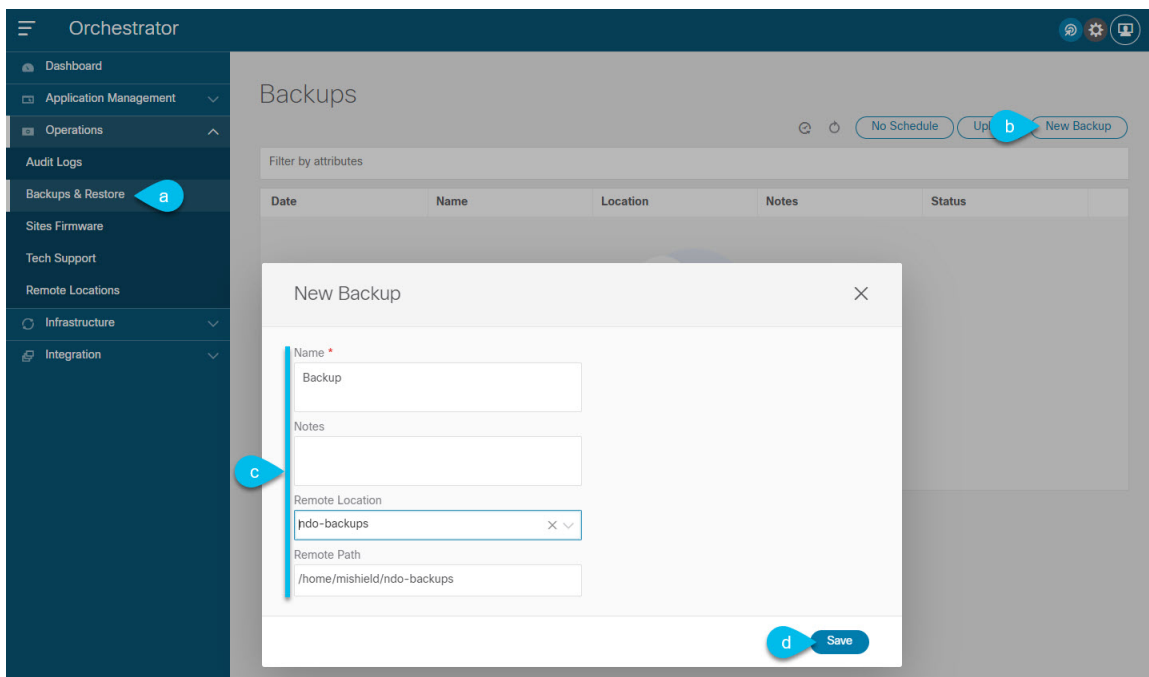 Orchestrator
Dashboard
Application Management
Operations
Audit Logs
Backups & Restore
a
Sites Firmware
Tech Support
Remote Locations
Infrastructure
Integration
Backups
No Schedule
b
New Backup
Filter by attributes
Date Name Location Notes Status
New Backup
Name *
Backup
Notes
c
Remote Location
ndo-backups
Remote Path
/home/mishield/ndo-backups
d
Save